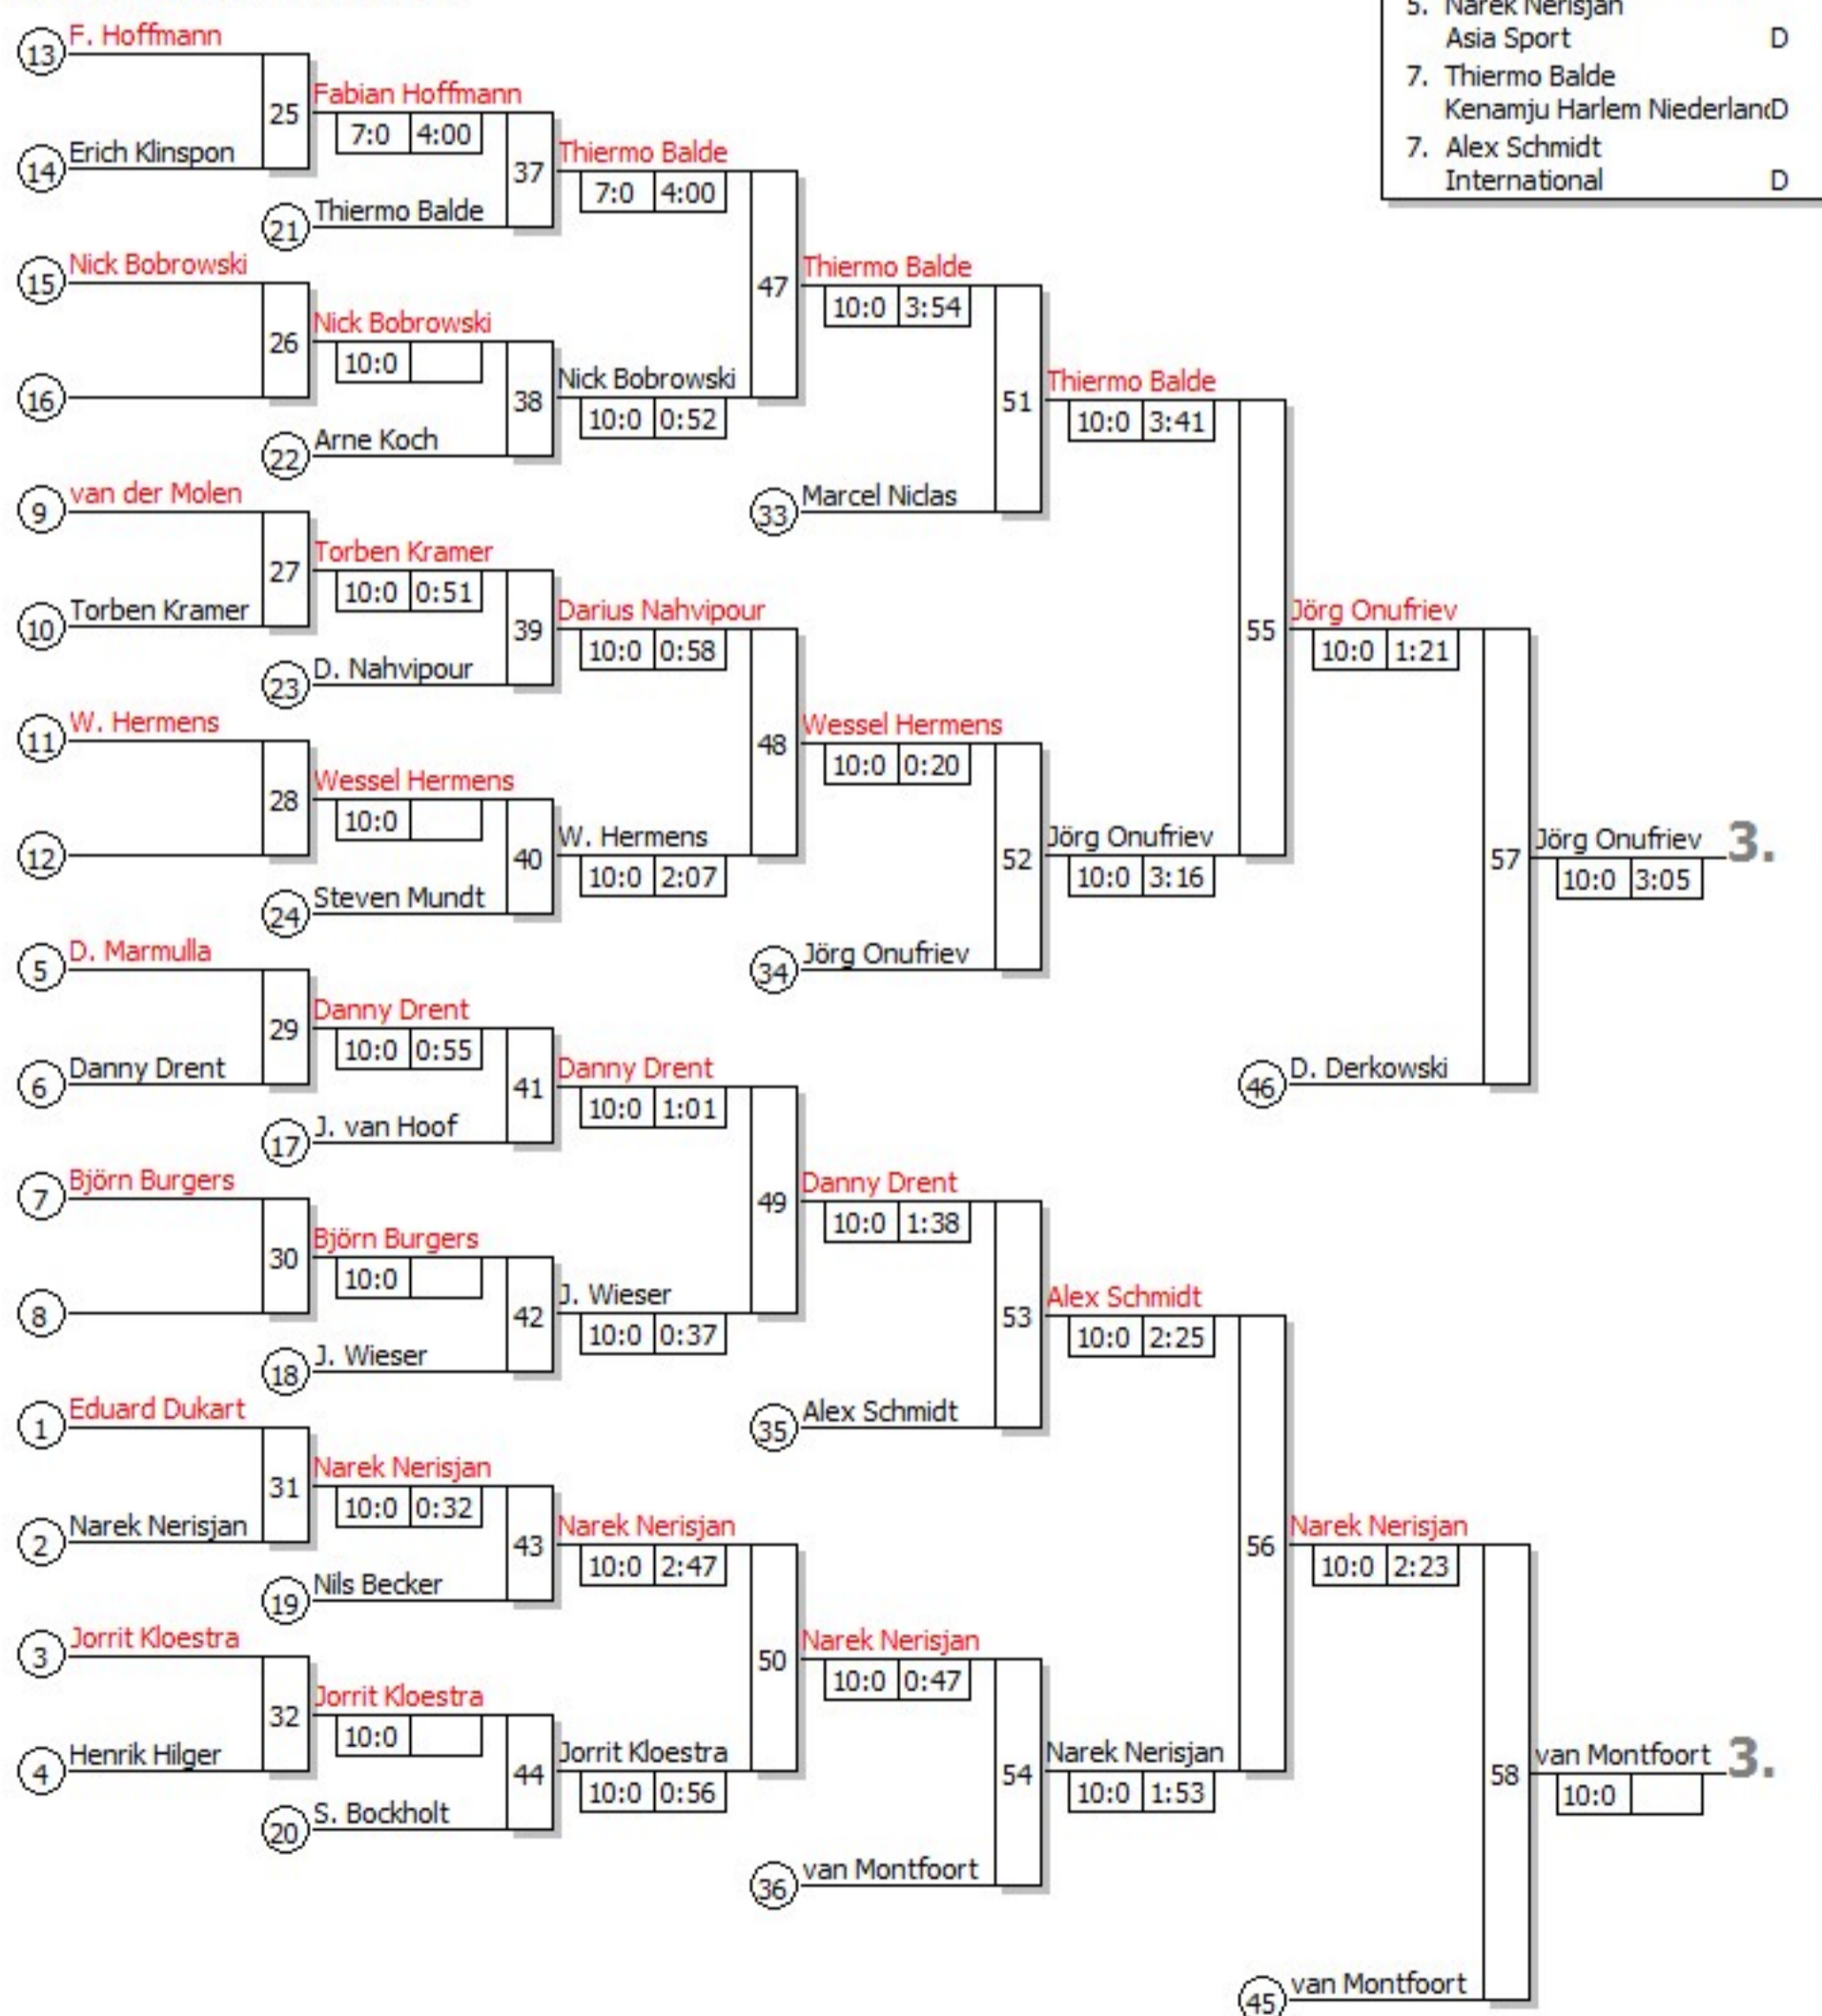 5. Narek Nerisjan
Asia Sport D
7. Thiermo Balde
Kenamju Harlem Niederland D
7. Alex Schmidt
International D
13 F. Hoffmann
25
Fabian Hoffmann
7:0 4:00
14 Erich Klinspon
37
Thiermo Balde
7:0 4:00
21 Thiermo Balde
15 Nick Bobrowski
47
Thiermo Balde
10:0 3:54
26
Nick Bobrowski
10:0
16
38
Nick Bobrowski
10:0 0:52
22 Arne Koch
51
Thiermo Balde
10:0 3:41
9 van der Molen
33 Marcel Niclas
27
Torben Kramer
10:0 0:51
10 Torben Kramer
39
Darius Nahvipour
10:0 0:58
55
Jörg Onufriev
10:0 1:21
23 D. Nahvipour
11 W. Hermens
48
Wessel Hermens
10:0 0:20
28
Wessel Hermens
10:0
12
40
W. Hermens
10:0 2:07
52
Jörg Onufriev
10:0 3:16
57
Jörg Onufriev 3.
10:0 3:05
24 Steven Mundt
5 D. Marmulla
34 Jörg Onufriev
29
Danny Drent
10:0 0:55
6 Danny Drent
41
Danny Drent
10:0 1:01
46 D. Derkowski
17 J. van Hoof
7 Björn Burgers
49
Danny Drent
10:0 1:38
30
Björn Burgers
10:0
8
42
J. Wieser
10:0 0:37
53
Alex Schmidt
10:0 2:25
18 J. Wieser
1 Eduard Dukart
35 Alex Schmidt
31
Narek Nerisjan
10:0 0:32
2 Narek Nerisjan
43
Narek Nerisjan
10:0 2:47
56
Narek Nerisjan
10:0 2:23
19 Nils Becker
3 Jorrit Kloestra
50
Narek Nerisjan
10:0 0:47
32
Jorrit Kloestra
10:0
4 Henrik Hilger
44
Jorrit Kloestra
10:0 0:56
54
Narek Nerisjan
10:0 1:53
58
van Montfoort 3.
10:0
20 S. Bockholt
36 van Montfoort
45 van Montfoort